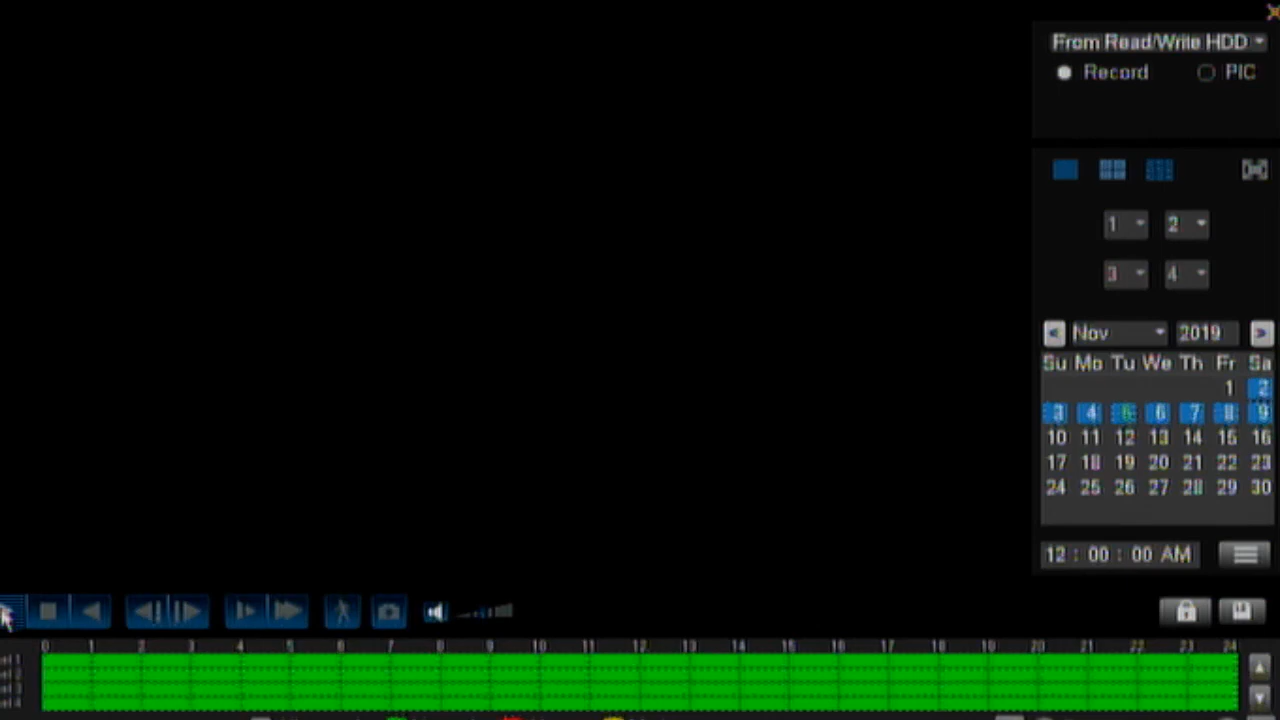 From Read/Write HDD
Record PIC
1 2
3 4
< Nov 2019 >
Su Mo Tu We Th Fr Sa
1 2
3 4 5 6 7 8 9
10 11 12 13 14 15 16
17 18 19 20 21 22 23
24 25 26 27 28 29 30
12 : 00 : 00 AM
0 1 2 3 4 5 6 7 8 9 10 11 12 13 14 15 16 17 18 19 20 21 22 23 24